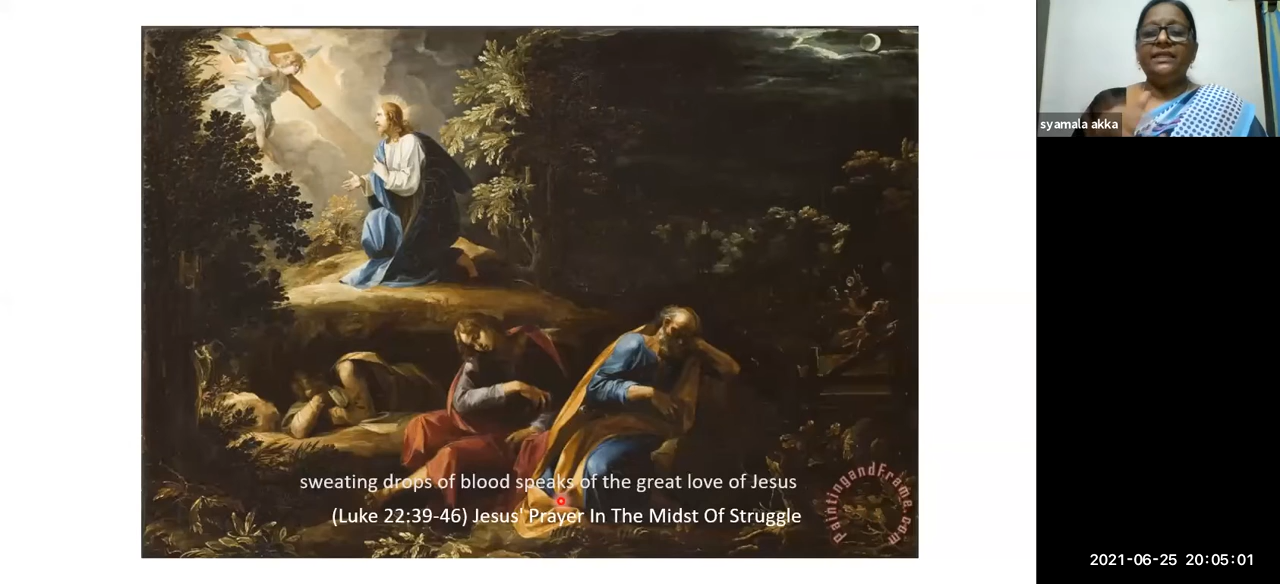 syamala akka
sweating drops of blood speaks of the great love of Jesus
(Luke 22:39-46) Jesus' Prayer In The Midst Of Struggle
PaintingandFrame.com
2021-06-25 20:05:01